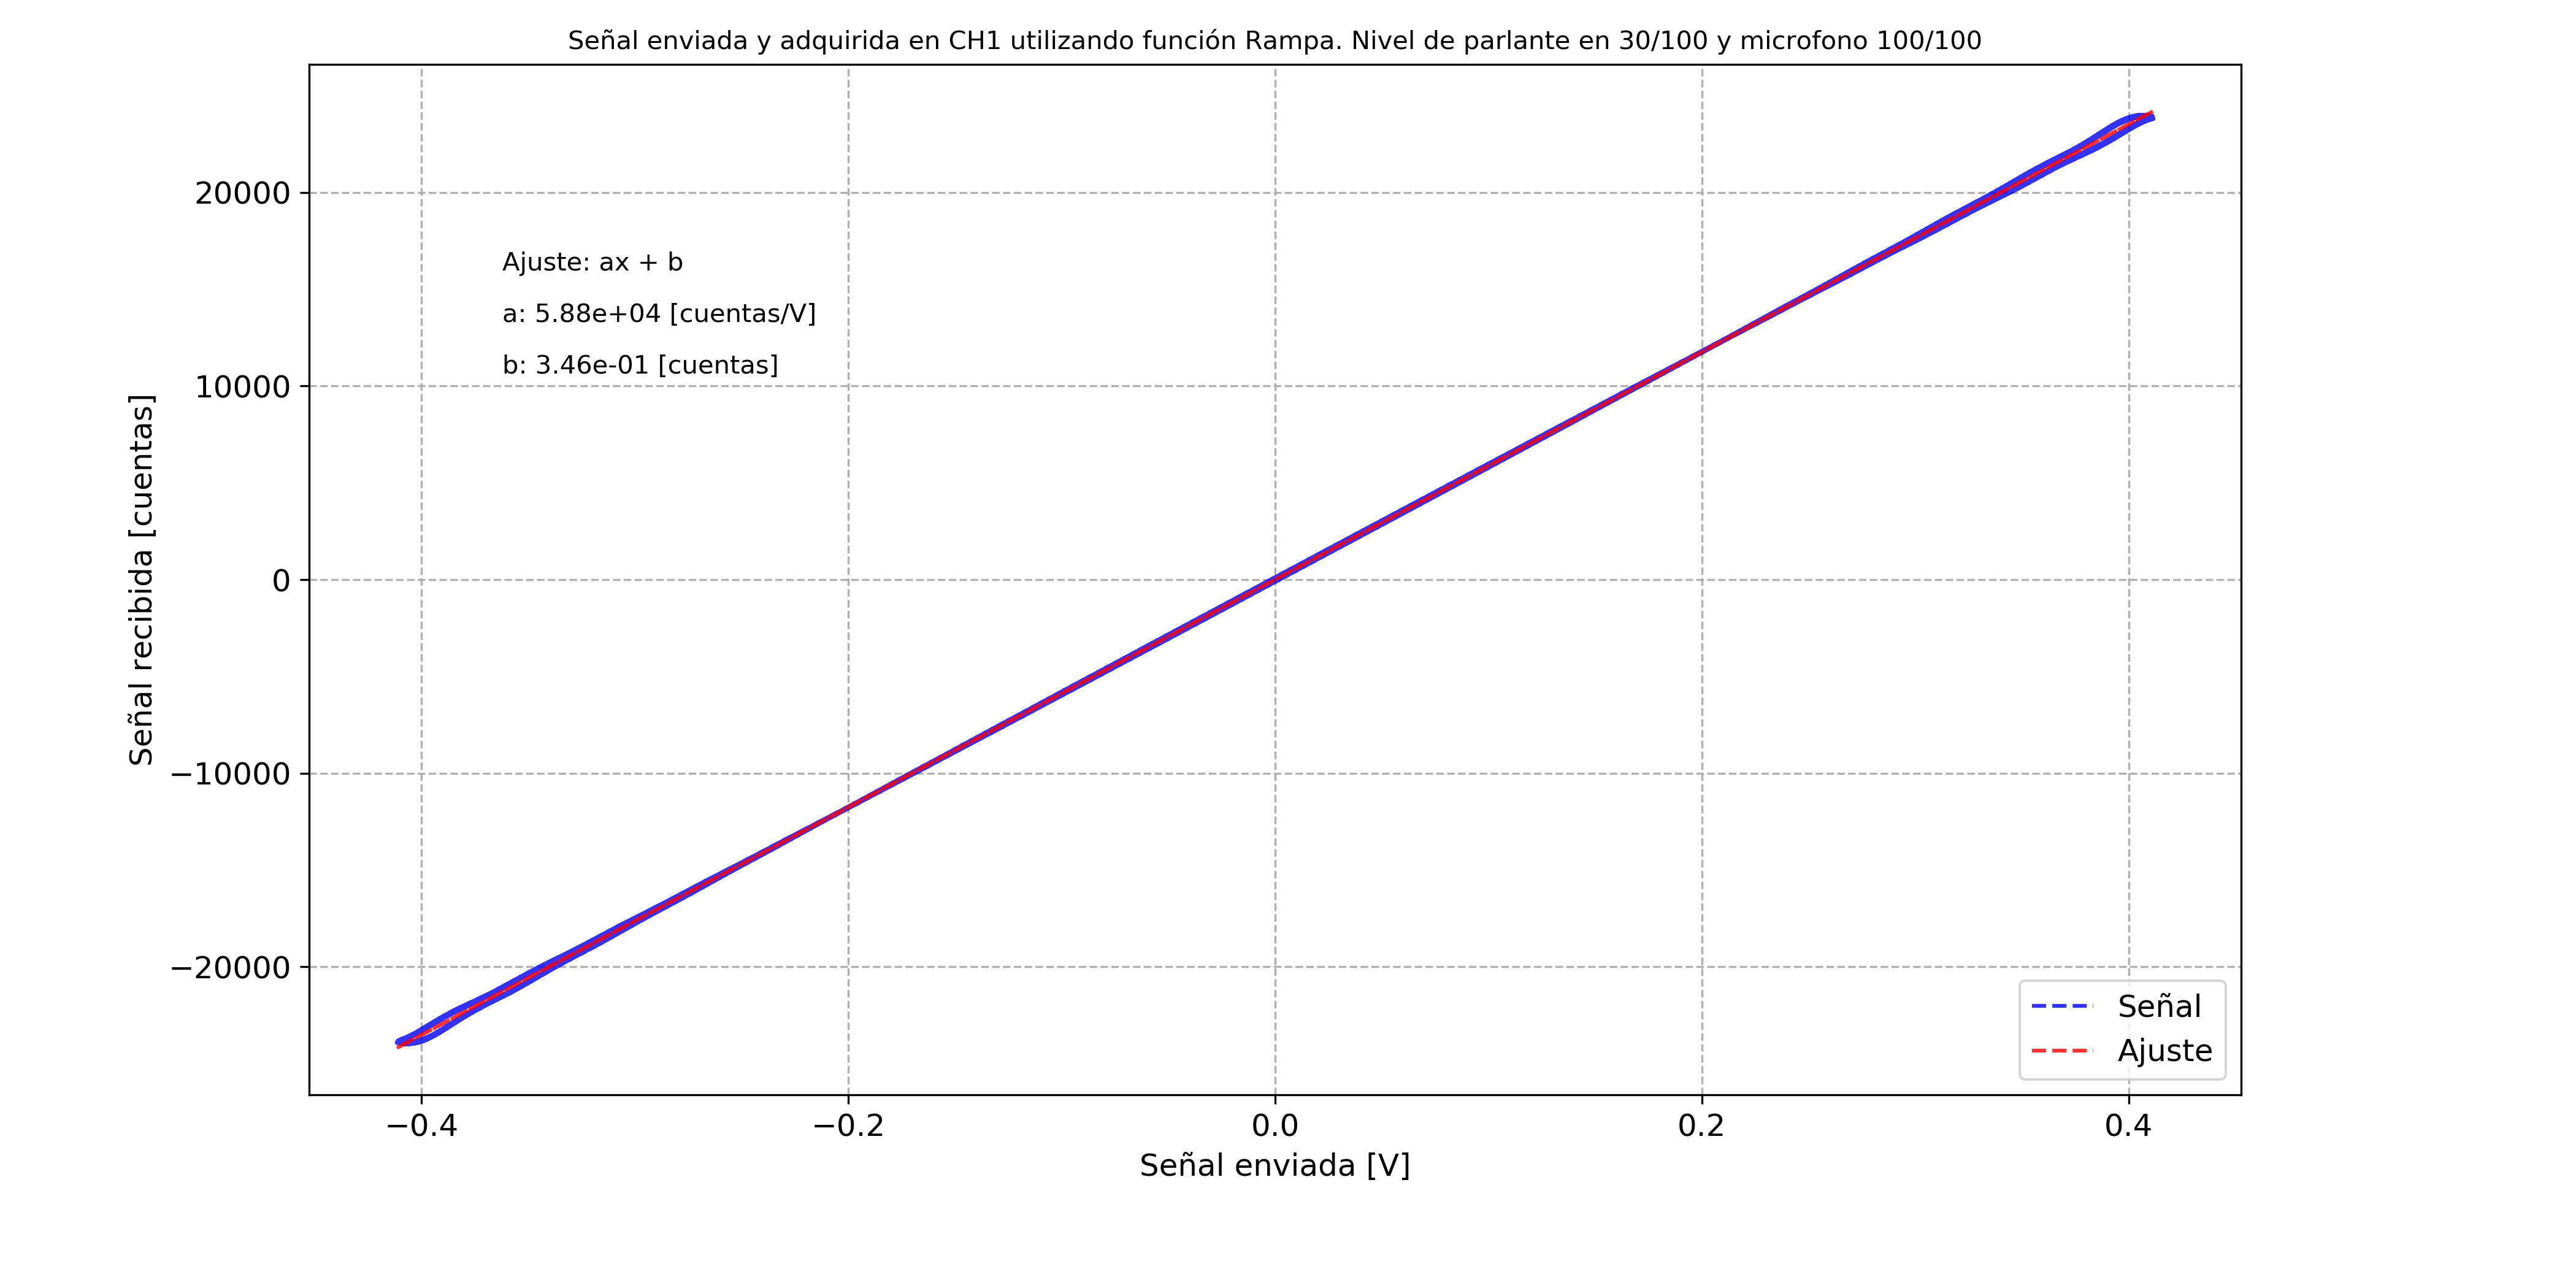 Señal enviada y adquirida en CH1 utilizando función Rampa. Nivel de parlante en 30/100 y microfono 100/100
Señal recibida [cuentas]
20000
10000
0
−10000
−20000
Ajuste: ax + b
a: 5.88e+04 [cuentas/V]
b: 3.46e-01 [cuentas]
Señal
Ajuste
−0.4
−0.2
0.0
0.2
0.4
Señal enviada [V]